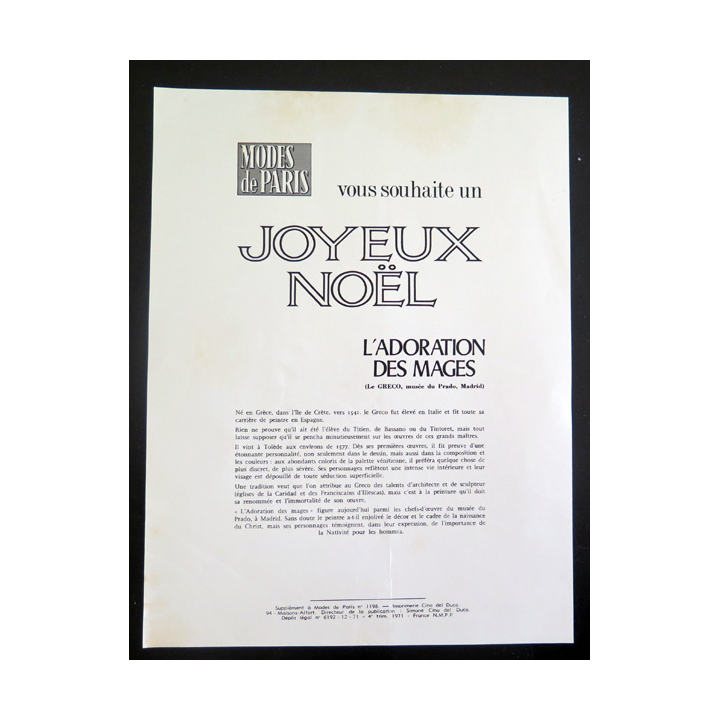 MODES
de PARIS
vous souhaite un
JOYEUX
NOËL
L'ADORATION
DES MAGES
(Le GRECO, musée du Prado, Madrid)
Né en Grèce, dans l'île de Crète, vers 1541, le Greco fut élevé en Italie et fit toute sa
carrière de peintre en Espagne.
Rien ne prouve qu'il ait été l'élève du Titien, de Bassano ou du Tintoret, mais tout
laisse supposer qu'il se pencha minutieusement sur les œuvres de ces grands maîtres.
Il vint à Tolède aux environs de 1577. Dès ses premières œuvres, il fit preuve d'une
étonnante personnalité, non seulement dans le dessin, mais aussi dans la composition et
les couleurs : aux abondants coloris de la palette vénitienne, il préféra quelque chose de
plus discret, de plus sévère. Ses personnages reflètent une intense vie intérieure et leur
visage est dépouillé de toute séduction superficielle.
Une tradition veut que l'on attribue au Greco des talents d'architecte et de sculpteur
(églises de la Caridad et des Franciscains d'Illescas), mais c'est à la peinture qu'il doit
sa renommée et l'immortalité de son œuvre.
« L'Adoration des mages » figure aujourd'hui parmi les chefs-d'œuvre du musée du
Prado, à Madrid. Sans doute le peintre a-t-il enjolivé le décor et le cadre de la naissance
du Christ, mais ses personnages témoignent, dans leur expression, de l'importance de
la Nativité pour les hommes.
Supplément à Modes de Paris n° 1198. — Imprimerie Cino del Duca.
94 - Maisons-Alfort. Directeur de la publication : Simone Cino del Duca.
Dépôt légal n° 6192 - 12 - 71 - 4e trim. 1971 - France N.M.P.P.